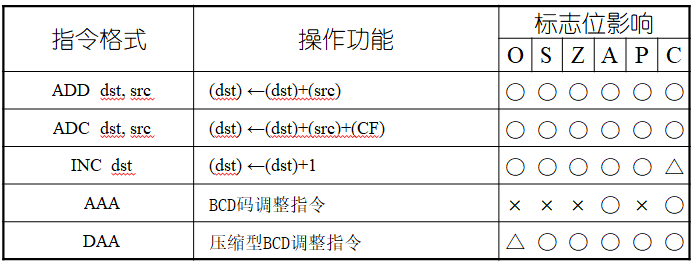 指令格式 操作功能 标志位影响
O S Z A P C
ADD dst, src (dst) ←(dst)+(src) ○ ○ ○ ○ ○ ○
ADC dst, src (dst) ←(dst)+(src)+(CF) ○ ○ ○ ○ ○ ○
INC dst (dst) ←(dst)+1 ○ ○ ○ ○ ○ △
AAA BCD码调整指令 × × × ○ × ○
DAA 压缩型BCD调整指令 △ ○ ○ ○ ○ ○